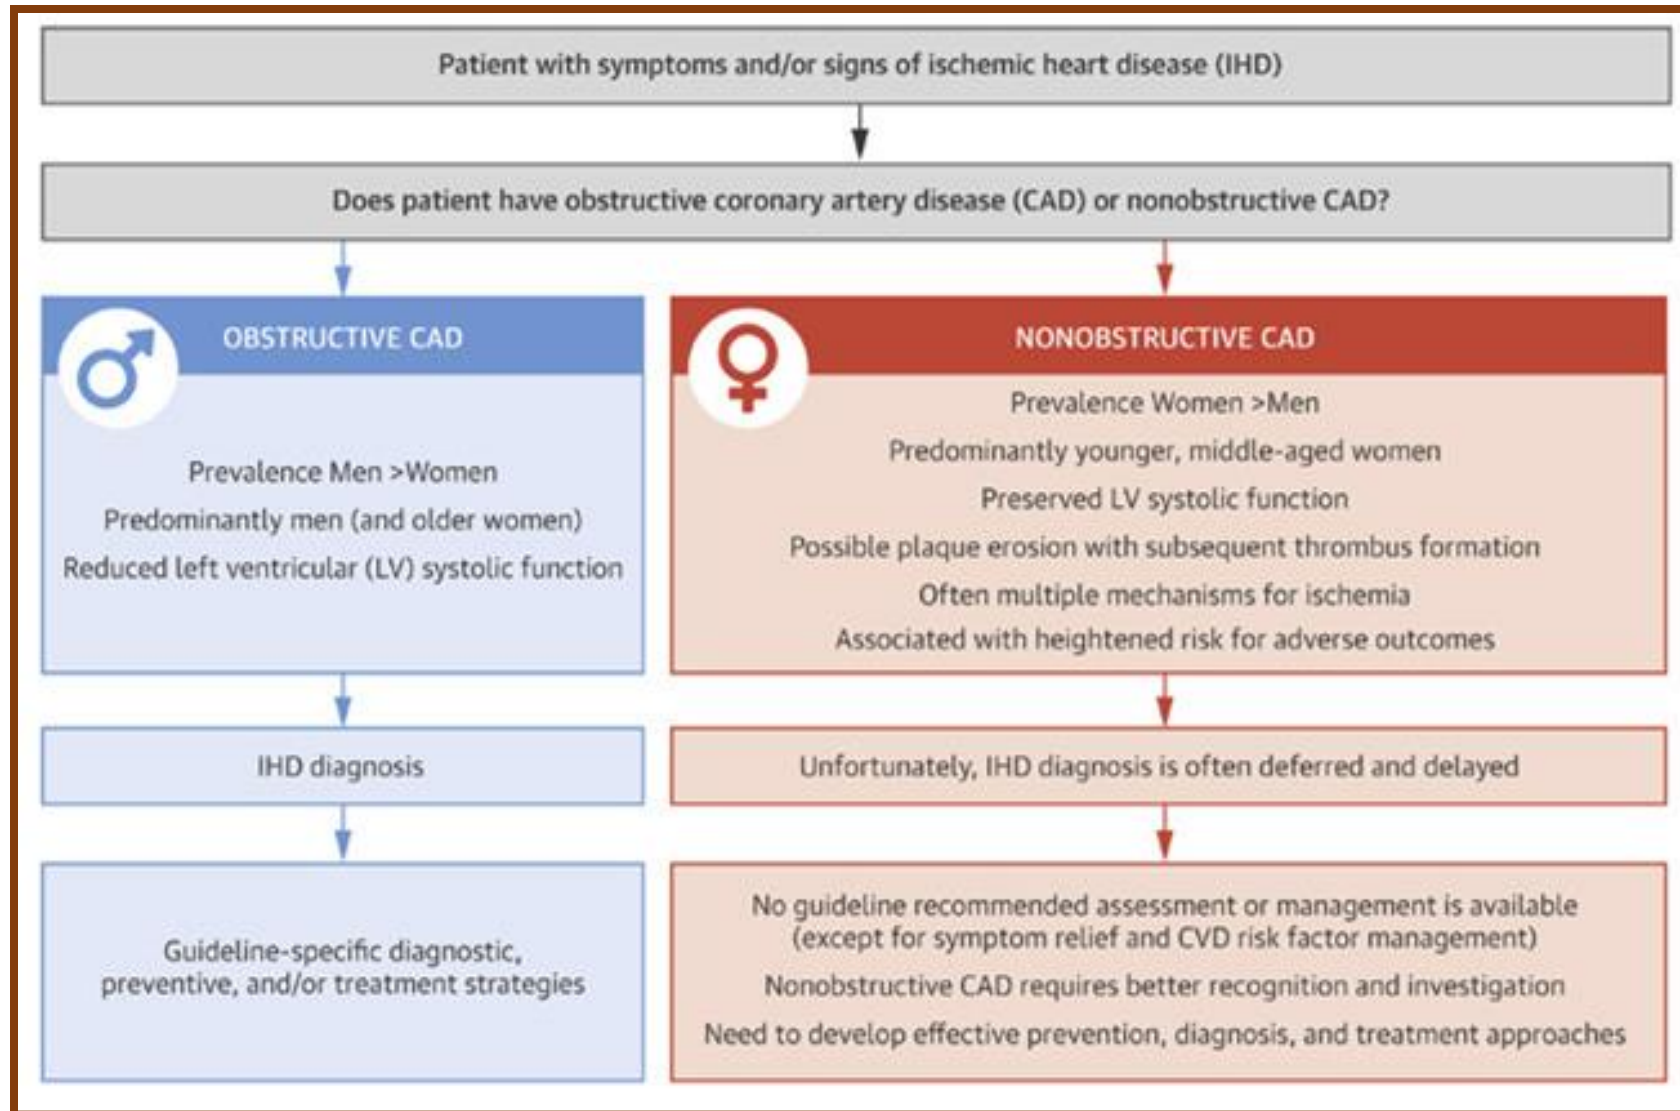 Patient with symptoms and/or signs of ischemic heart disease (IHD)
Does patient have obstructive coronary artery disease (CAD) or nonobstructive CAD?
OBSTRUCTIVE CAD
Prevalence Men >Women
Predominantly men (and older women)
Reduced left ventricular (LV) systolic function
IHD diagnosis
Guideline-specific diagnostic,
preventive, and/or treatment strategies
NONOBSTRUCTIVE CAD
Prevalence Women >Men
Predominantly younger, middle-aged women
Preserved LV systolic function
Possible plaque erosion with subsequent thrombus formation
Often multiple mechanisms for ischemia
Associated with heightened risk for adverse outcomes
Unfortunately, IHD diagnosis is often deferred and delayed
No guideline recommended assessment or management is available
(except for symptom relief and CVD risk factor management)
Nonobstructive CAD requires better recognition and investigation
Need to develop effective prevention, diagnosis, and treatment approaches